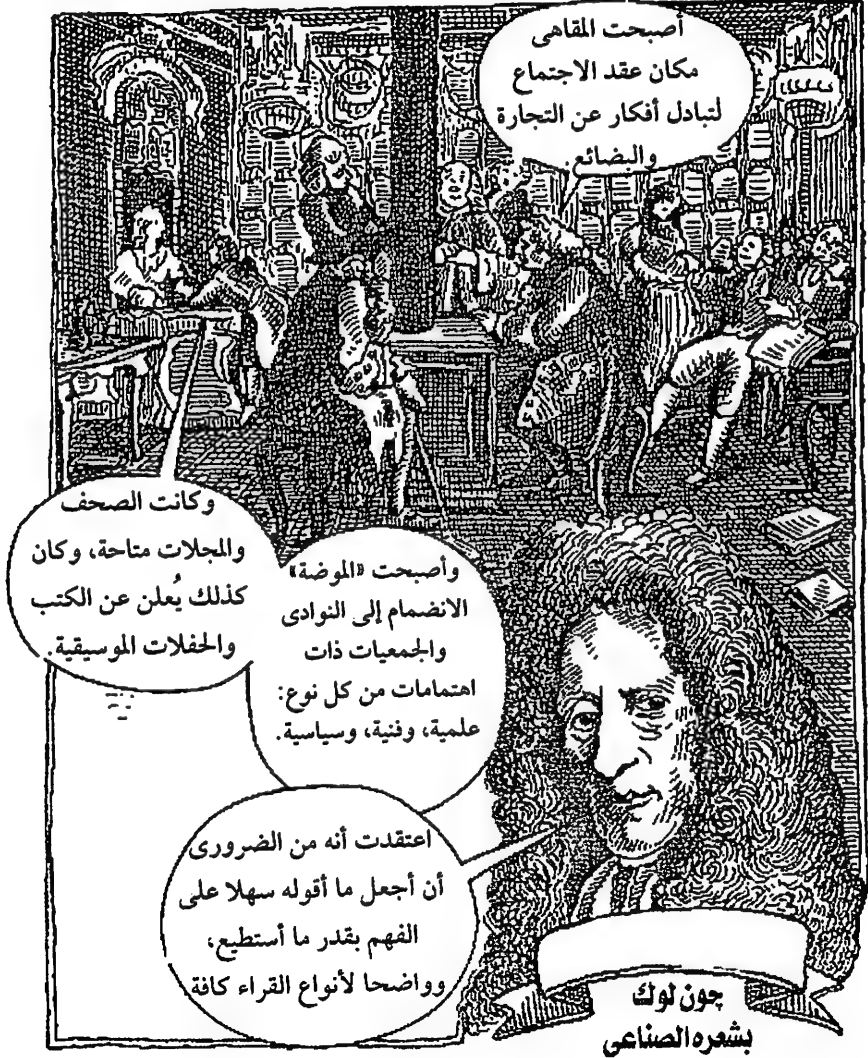 أصبحت المقاهى
مكان عقد الاجتماع
لتبادل أفكار عن التجارة
والبضائع.
وكانت الصحف
والمجلات متاحة، وكان
كذلك يُعلن عن الكتب
والحفلات الموسيقية.
وأصبحت «الموضة»
الانضمام إلى النوادى
والجمعيات ذات
اهتمامات من كل نوع:
علمية، وفنية، وسياسية.
اعتقدت أنه من الضرورى
أن أجعل ما أقوله سهلا على
الفهم بقدر ما أستطيع،
وواضحا لأنواع القراء كافة
چون لوك
بشعره الصناعى